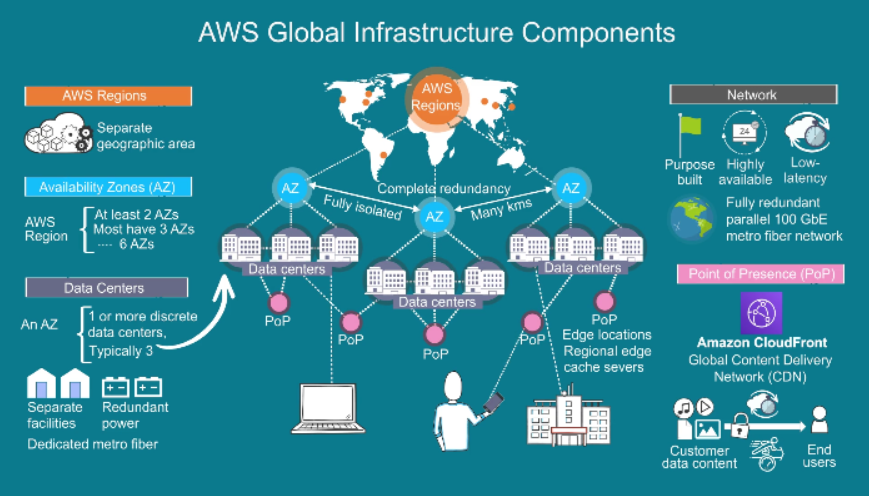 AWS Global Infrastructure Components
AWS Regions
Separate
geographic area
Availability Zones (AZ)
AWS
Region
At least 2 AZs
Most have 3 AZs
···· 6 AZs
Data Centers
An AZ
1 or more discrete
data centers,
Typically 3
Separate
facilities
Redundant
power
Dedicated metro fiber
AWS
Regions
AZ
AZ
AZ
Complete redundancy
Fully isolated
Many kms
Data centers
Data centers
Data centers
PoP
PoP
PoP
PoP
PoP
Edge locations
Regional edge
cache severs
Network
24
Purpose
built
Highly
available
Low-
latency
Fully redundant
parallel 100 GbE
metro fiber network
Point of Presence (PoP)
Amazon CloudFront
Global Content Delivery
Network (CDN)
Customer
data content
End
users